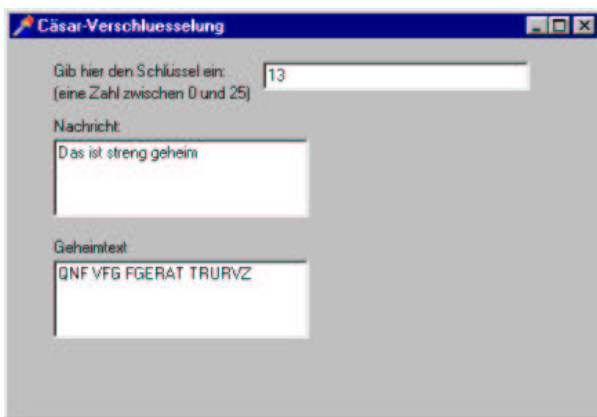 Cäsar-Verschluesselung
Gib hier den Schlüssel ein:
(eine Zahl zwischen 0 und 25)
13
Nachricht:
Das ist streng geheim
Geheimtext
QNF VFG FGERAT TRURVZ